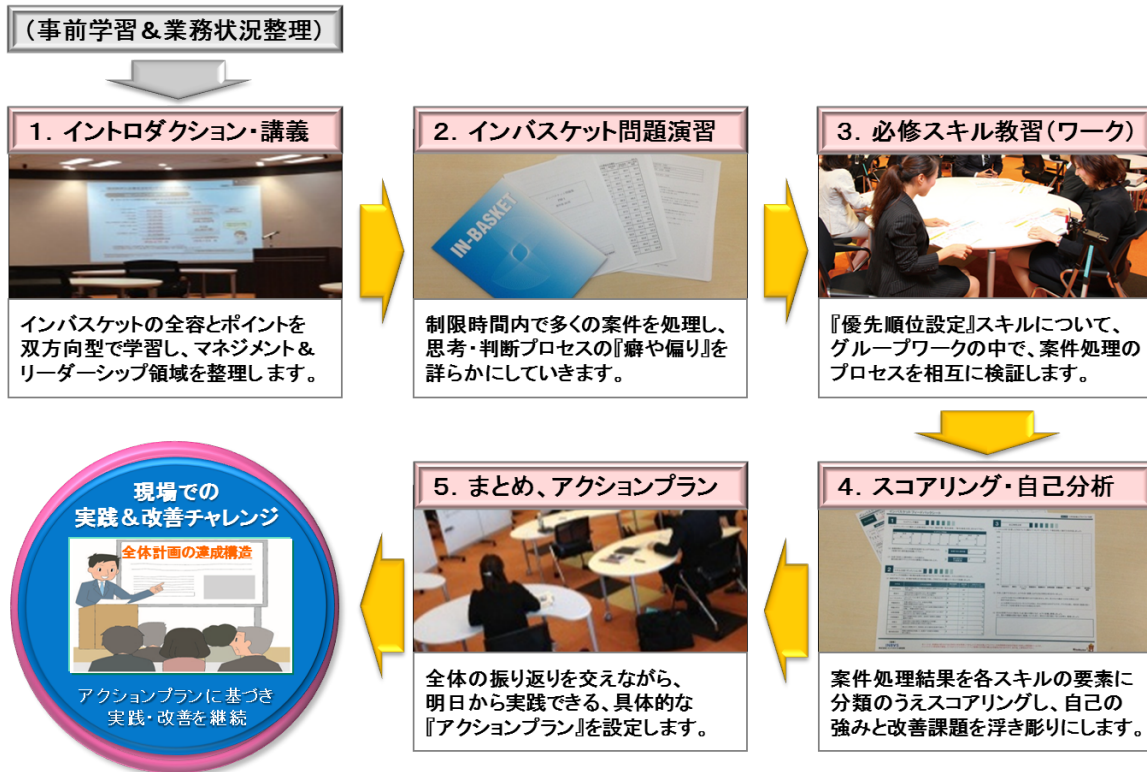 (事前学習＆業務状況整理)
1．イントロダクション・講義
インバスケットの全容とポイントを
双方向型で学習し、マネジメント＆
リーダーシップ領域を整理します。
2．インバスケット問題演習
IN-BASKET
制限時間内で多くの案件を処理し、
思考・判断プロセスの『癖や偏り』を
詳らかにしていきます。
3．必修スキル教習(ワーク)
『優先順位設定』スキルについて、
グループワークの中で、案件処理の
プロセスを相互に検証します。
4．スコアリング・自己分析
1
2
3
案件処理結果を各スキルの要素に
分類のうえスコアリングし、自己の
強みと改善課題を浮き彫りにします。
5．まとめ、アクションプラン
全体の振り返りを交えながら、
明日から実践できる、具体的な
『アクションプラン』を設定します。
現場での
実践＆改善チャレンジ
全体計画の達成構造
アクションプランに基づき
実践・改善を継続